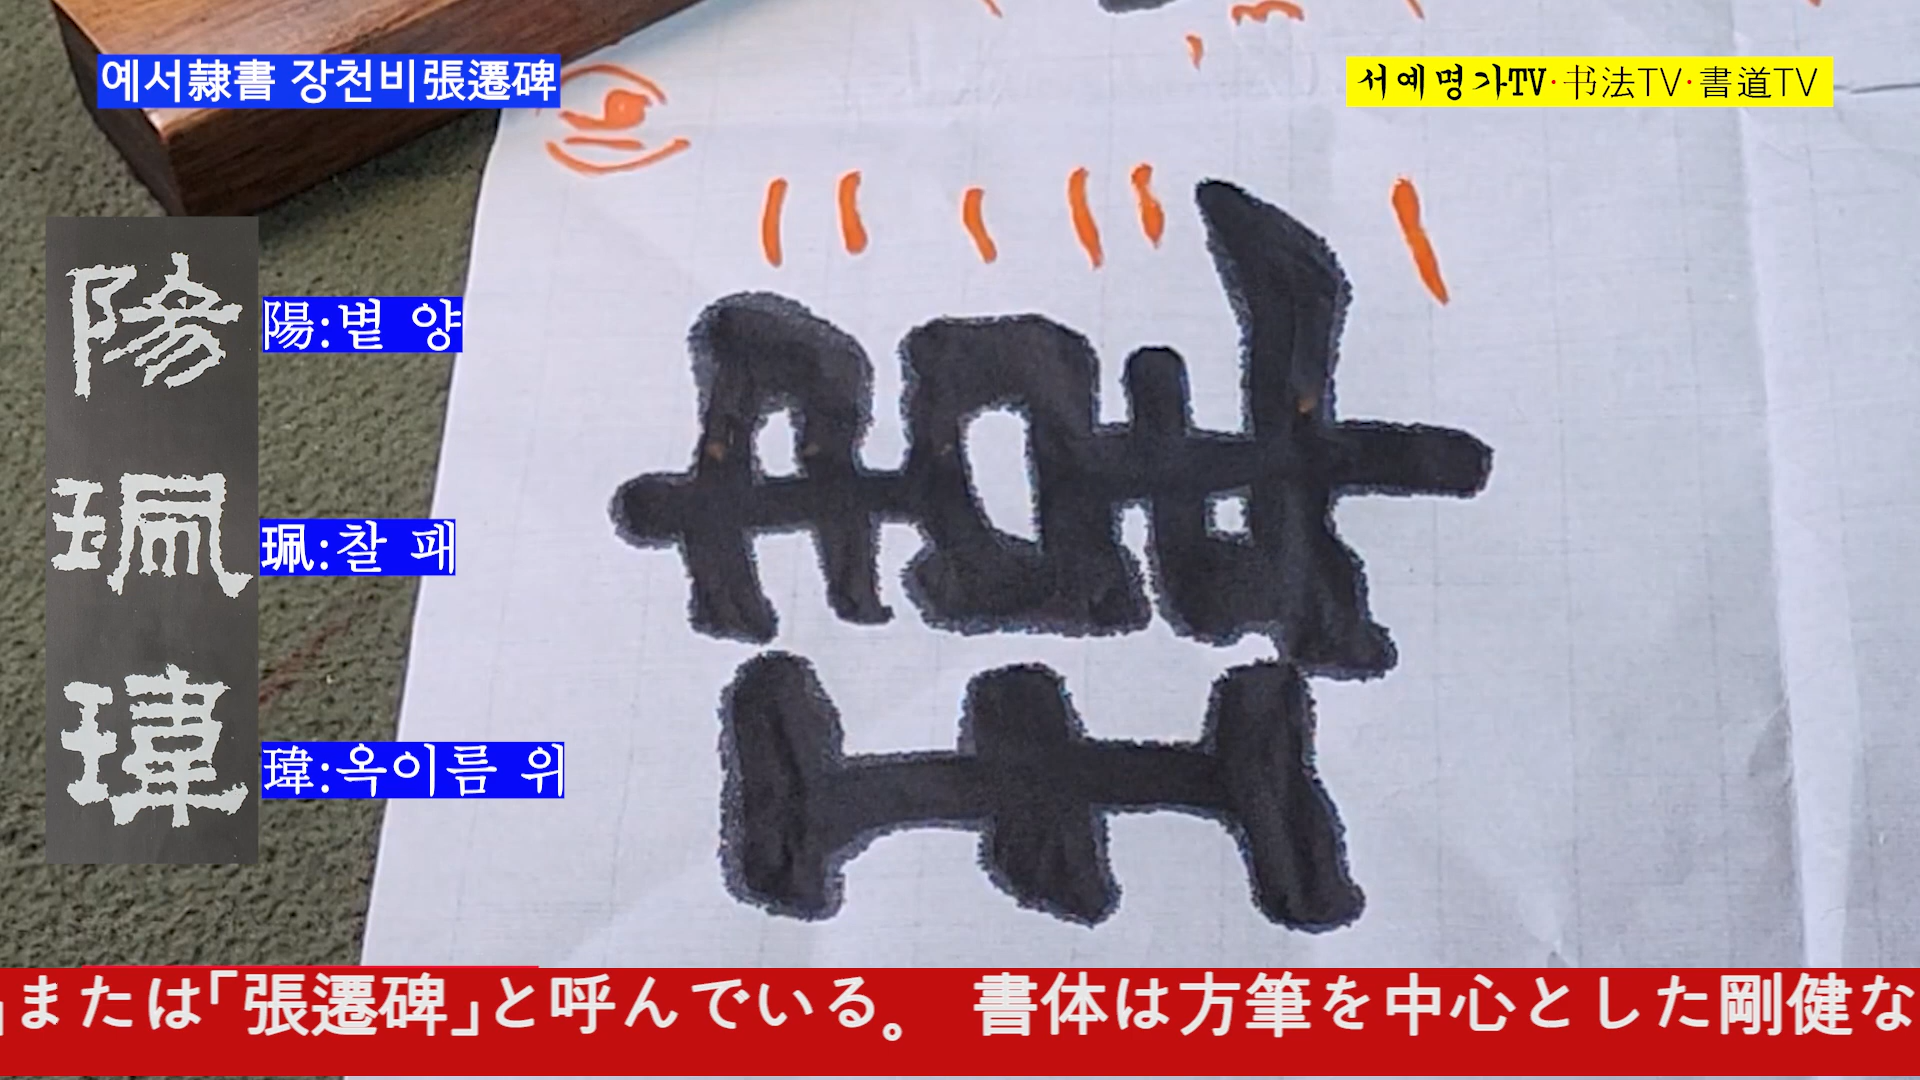 예서隸書 장천비張遷碑
서예명가TV·书法TV·書道TV
陽
珮
瑋
陽:볕 양
珮:찰 패
瑋:옥이름 위
または「張遷碑」と呼んでいる。 書体は方筆を中心とした剛健な